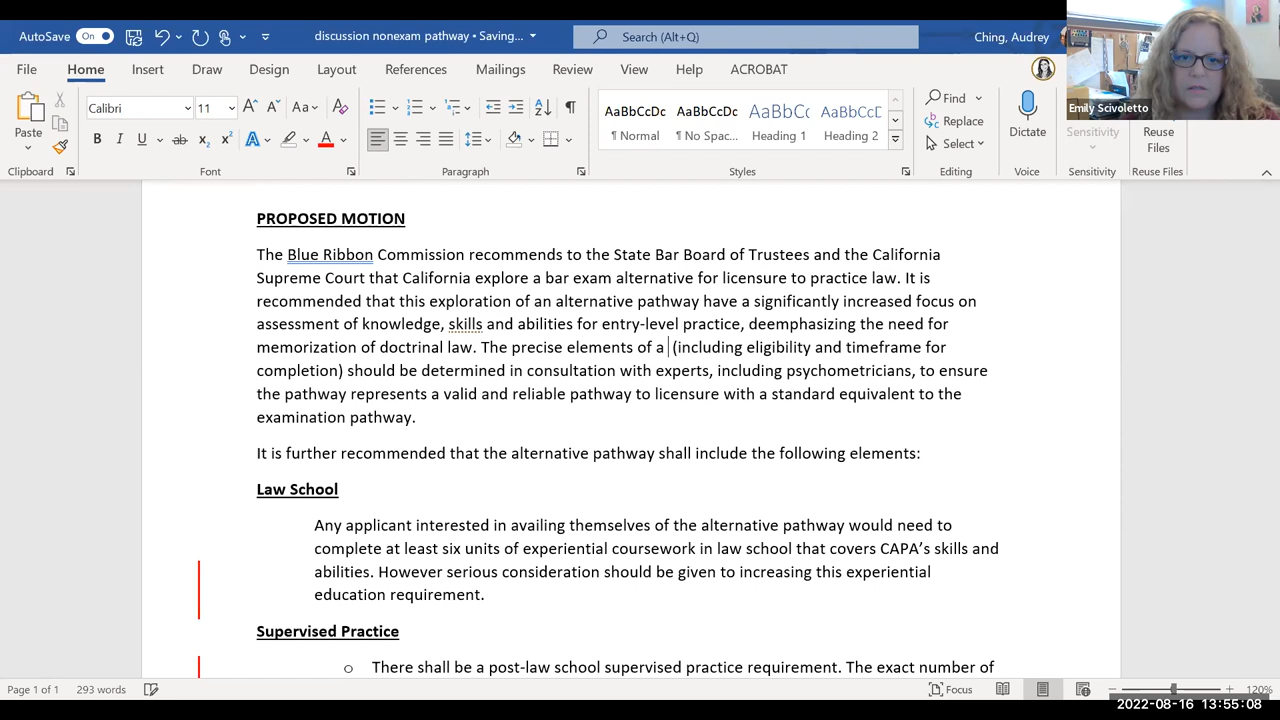 AutoSave On discussion nonexam pathway • Saving... Search (Alt+Q) Ching, Audrey
File Home Insert Draw Design Layout References Mailings Review View Help ACROBAT
Emily Scivoletto
Paste Calibri 11 Aa AaBbCcDc AaBbCcDc AaBbCc AaBbCcD Find Replace Select Dictate Sensitivity Reuse Files
B I U ab x₂ x² A A ¶ Normal ¶ No Spac... Heading 1 Heading 2
Clipboard Font Paragraph Styles Editing Voice Sensitivity Reuse Files
PROPOSED MOTION
The Blue Ribbon Commission recommends to the State Bar Board of Trustees and the California
Supreme Court that California explore a bar exam alternative for licensure to practice law. It is
recommended that this exploration of an alternative pathway have a significantly increased focus on
assessment of knowledge, skills and abilities for entry-level practice, deemphasizing the need for
memorization of doctrinal law. The precise elements of a (including eligibility and timeframe for
completion) should be determined in consultation with experts, including psychometricians, to ensure
the pathway represents a valid and reliable pathway to licensure with a standard equivalent to the
examination pathway.
It is further recommended that the alternative pathway shall include the following elements:
Law School
Any applicant interested in availing themselves of the alternative pathway would need to
complete at least six units of experiential coursework in law school that covers CAPA's skills and
abilities. However serious consideration should be given to increasing this experiential
education requirement.
Supervised Practice
o There shall be a post-law school supervised practice requirement. The exact number of
Page 1 of 1 293 words Focus 120%
2022-08-16 13:55:08